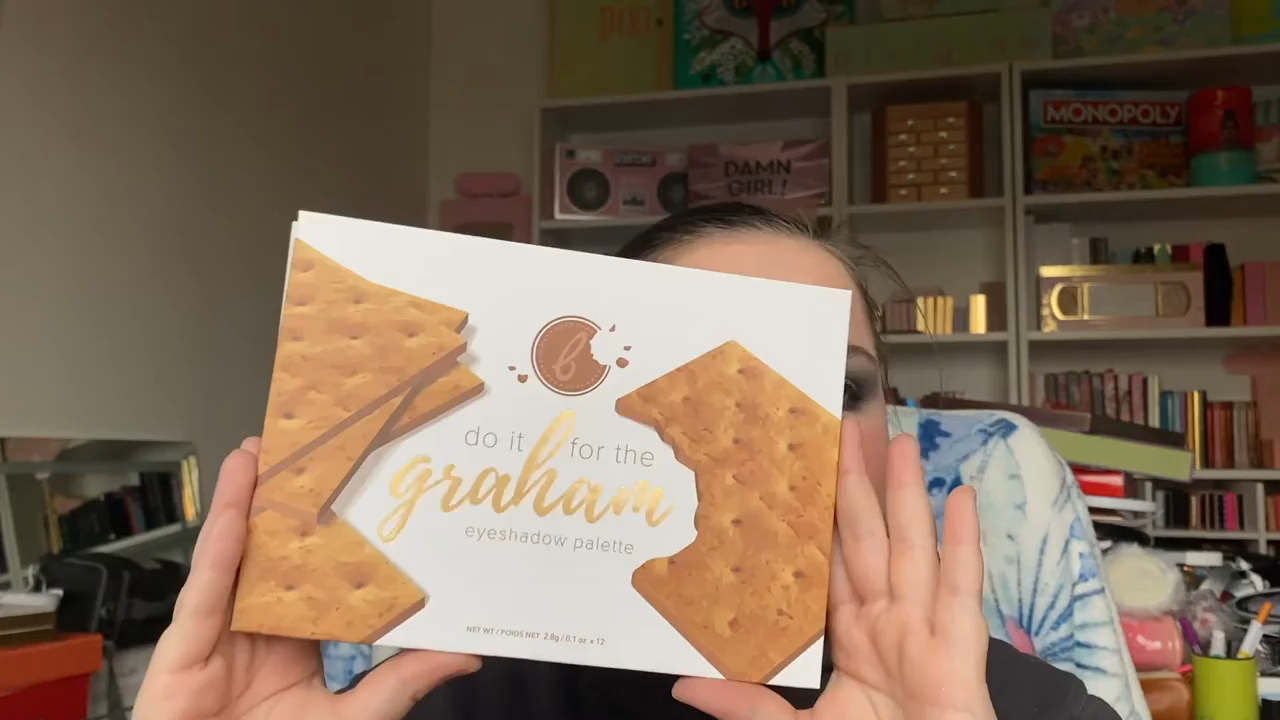 pixi
DAMN
GIRL!
MONOPOLY
b
do it for the
graham
eyeshadow palette
NET WT / POIDS NET 2.8g / 0.1 oz x 12